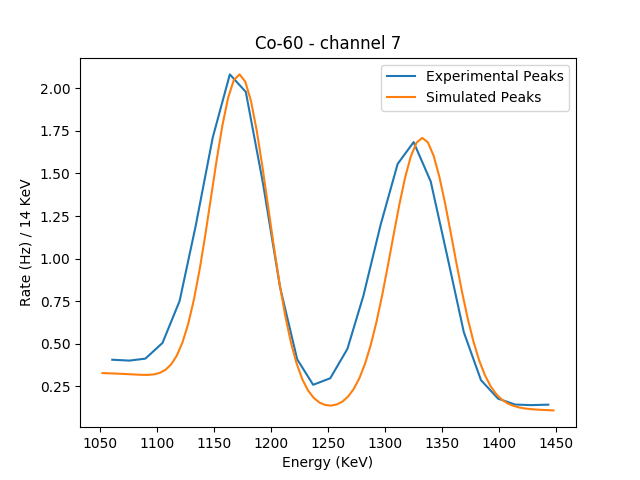 Co-60 - channel 7
Experimental Peaks
Simulated Peaks
Rate (Hz) / 14 KeV
2.00
1.75
1.50
1.25
1.00
0.75
0.50
0.25
1050 1100 1150 1200 1250 1300 1350 1400 1450
Energy (KeV)